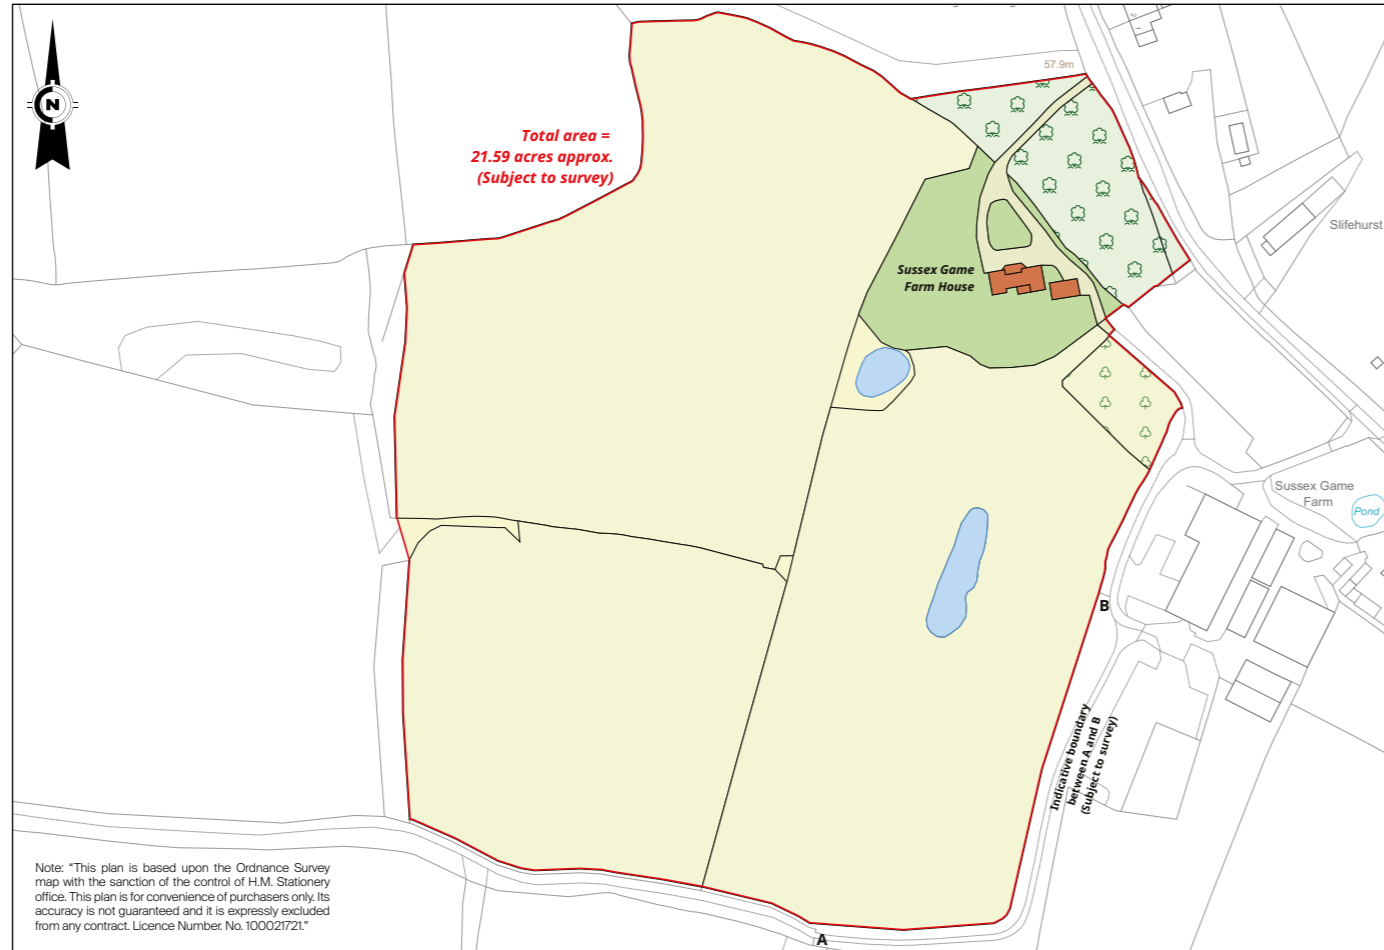 N
57.9m
Total area =
21.59 acres approx.
(Subject to survey)
Slifehurst
Sussex Game
Farm House
Sussex Game
Farm
Pond
B
Indicative boundary
between A and B
(Subject to survey)
Note: “This plan is based upon the Ordnance Survey
map with the sanction of the control of H.M. Stationery
office. This plan is for convenience of purchasers only. Its
accuracy is not guaranteed and it is expressly excluded
from any contract. Licence Number. No. 100021721.”
A